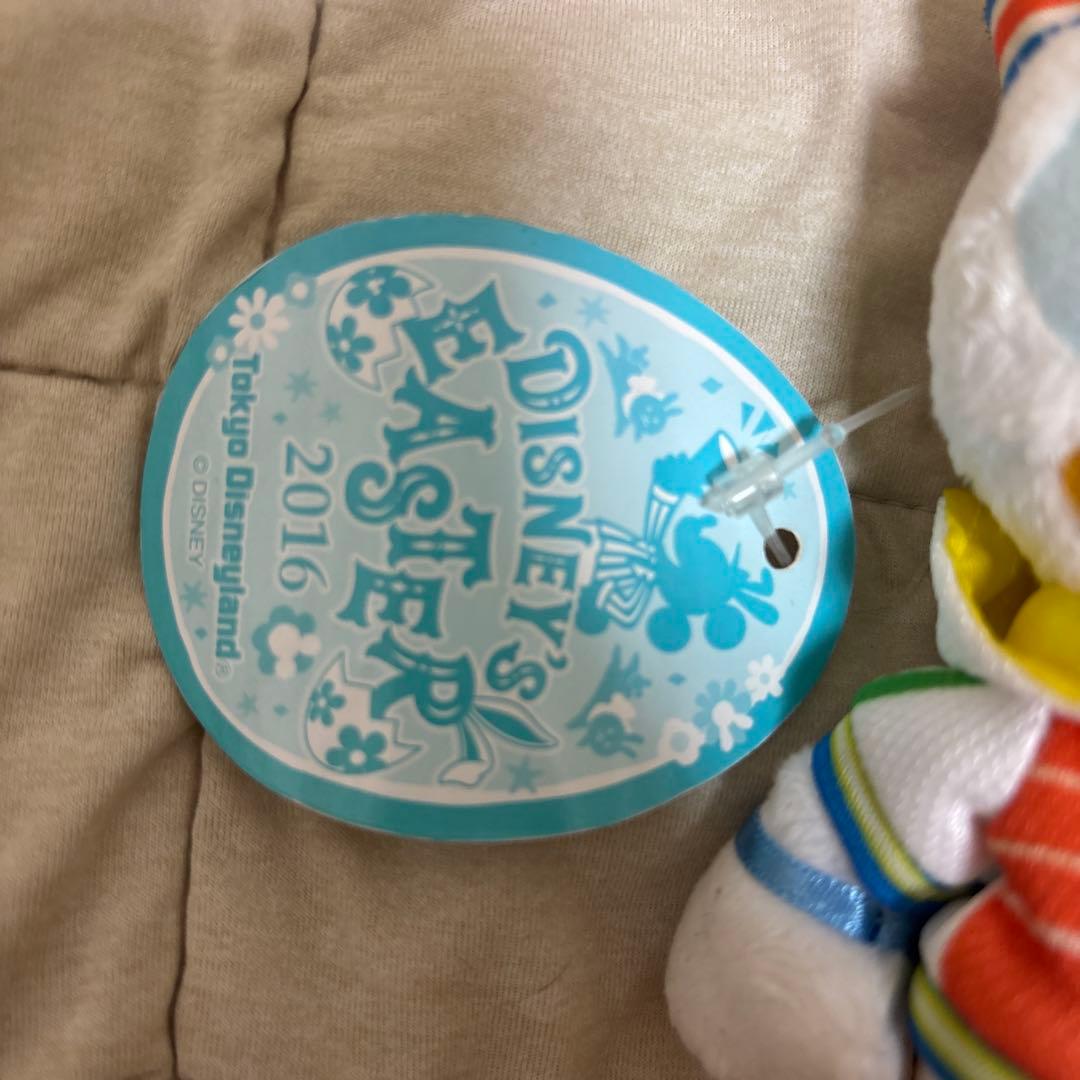 DISNEY'S
EASTER
2016
Tokyo Disneyland®
© DISNEY